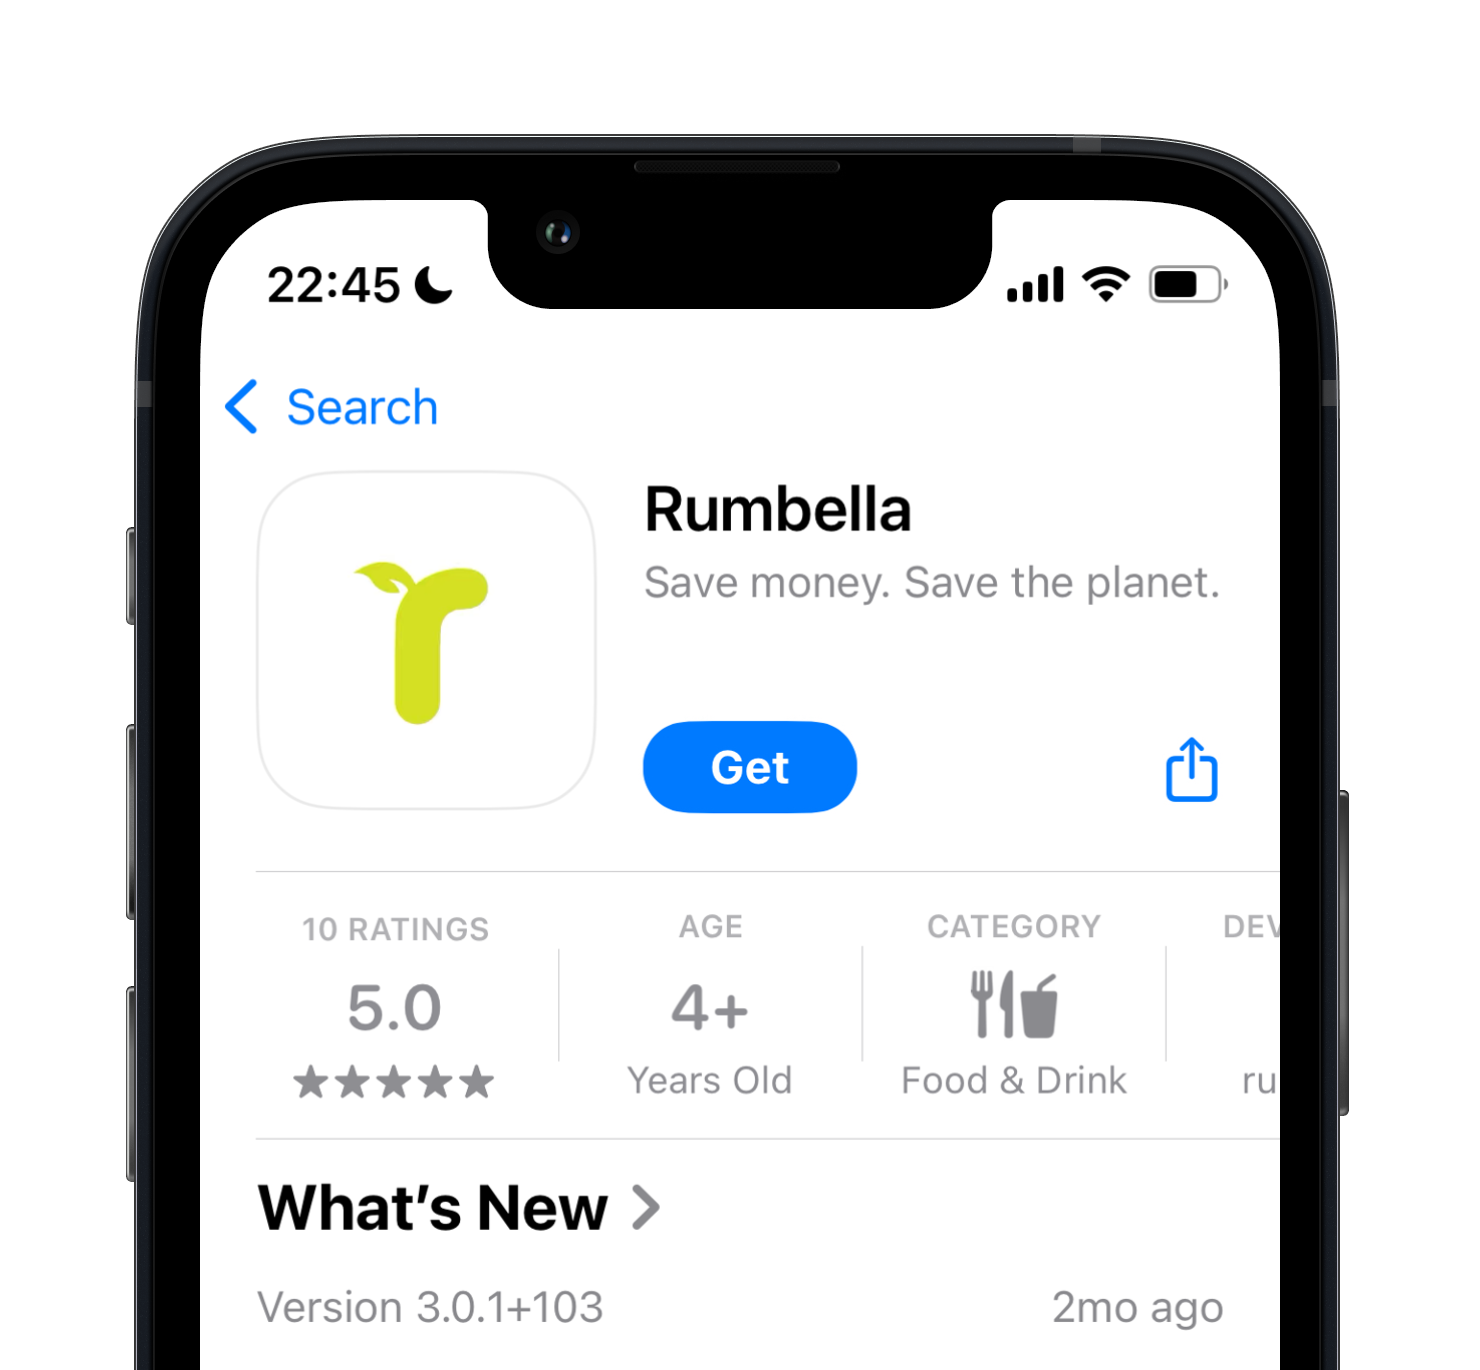 22:45
Search
Rumbella
Save money. Save the planet.
Get
10 RATINGS
AGE
CATEGORY
DEV
5.0
4+
Years Old
Food & Drink
ru
What’s New
Version 3.0.1+103
2mo ago